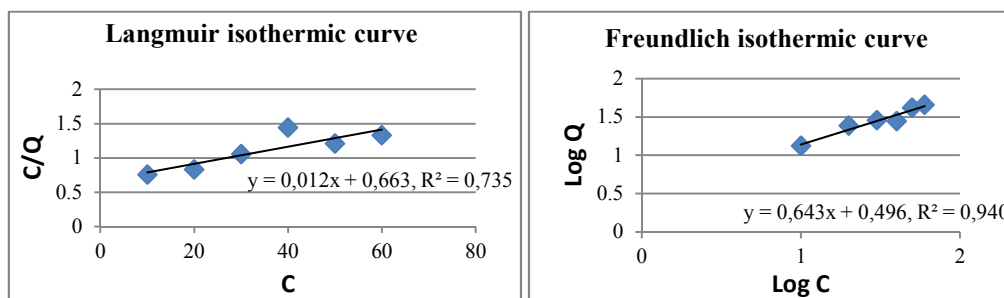 Langmuir isothermic curve
2
1.5
1
0.5
0
C/Q
y = 0,012x + 0,663, R² = 0,735
0 20 40 60 80
C
Freundlich isothermic curve
2
1.5
1
0.5
0
Log Q
y = 0,643x + 0,496, R² = 0,940
0 1 2
Log C